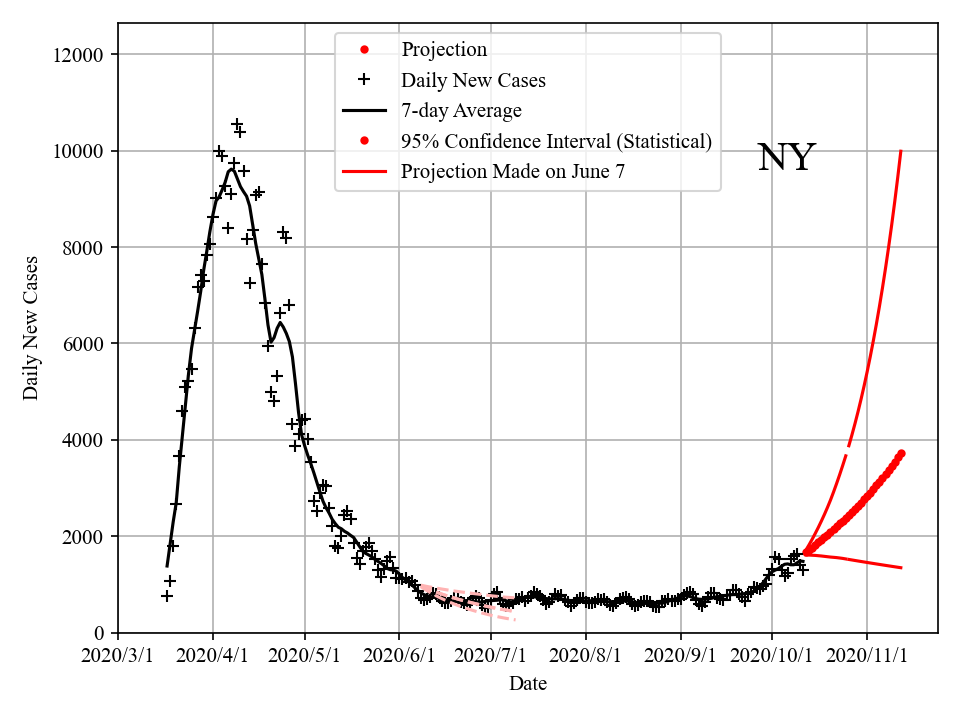 12000
10000
8000
6000
4000
2000
0
Daily New Cases
Projection
Daily New Cases
7-day Average
95% Confidence Interval (Statistical)
Projection Made on June 7
NY
2020/3/1 2020/4/1 2020/5/1 2020/6/1 2020/7/1 2020/8/1 2020/9/1 2020/10/1 2020/11/1
Date